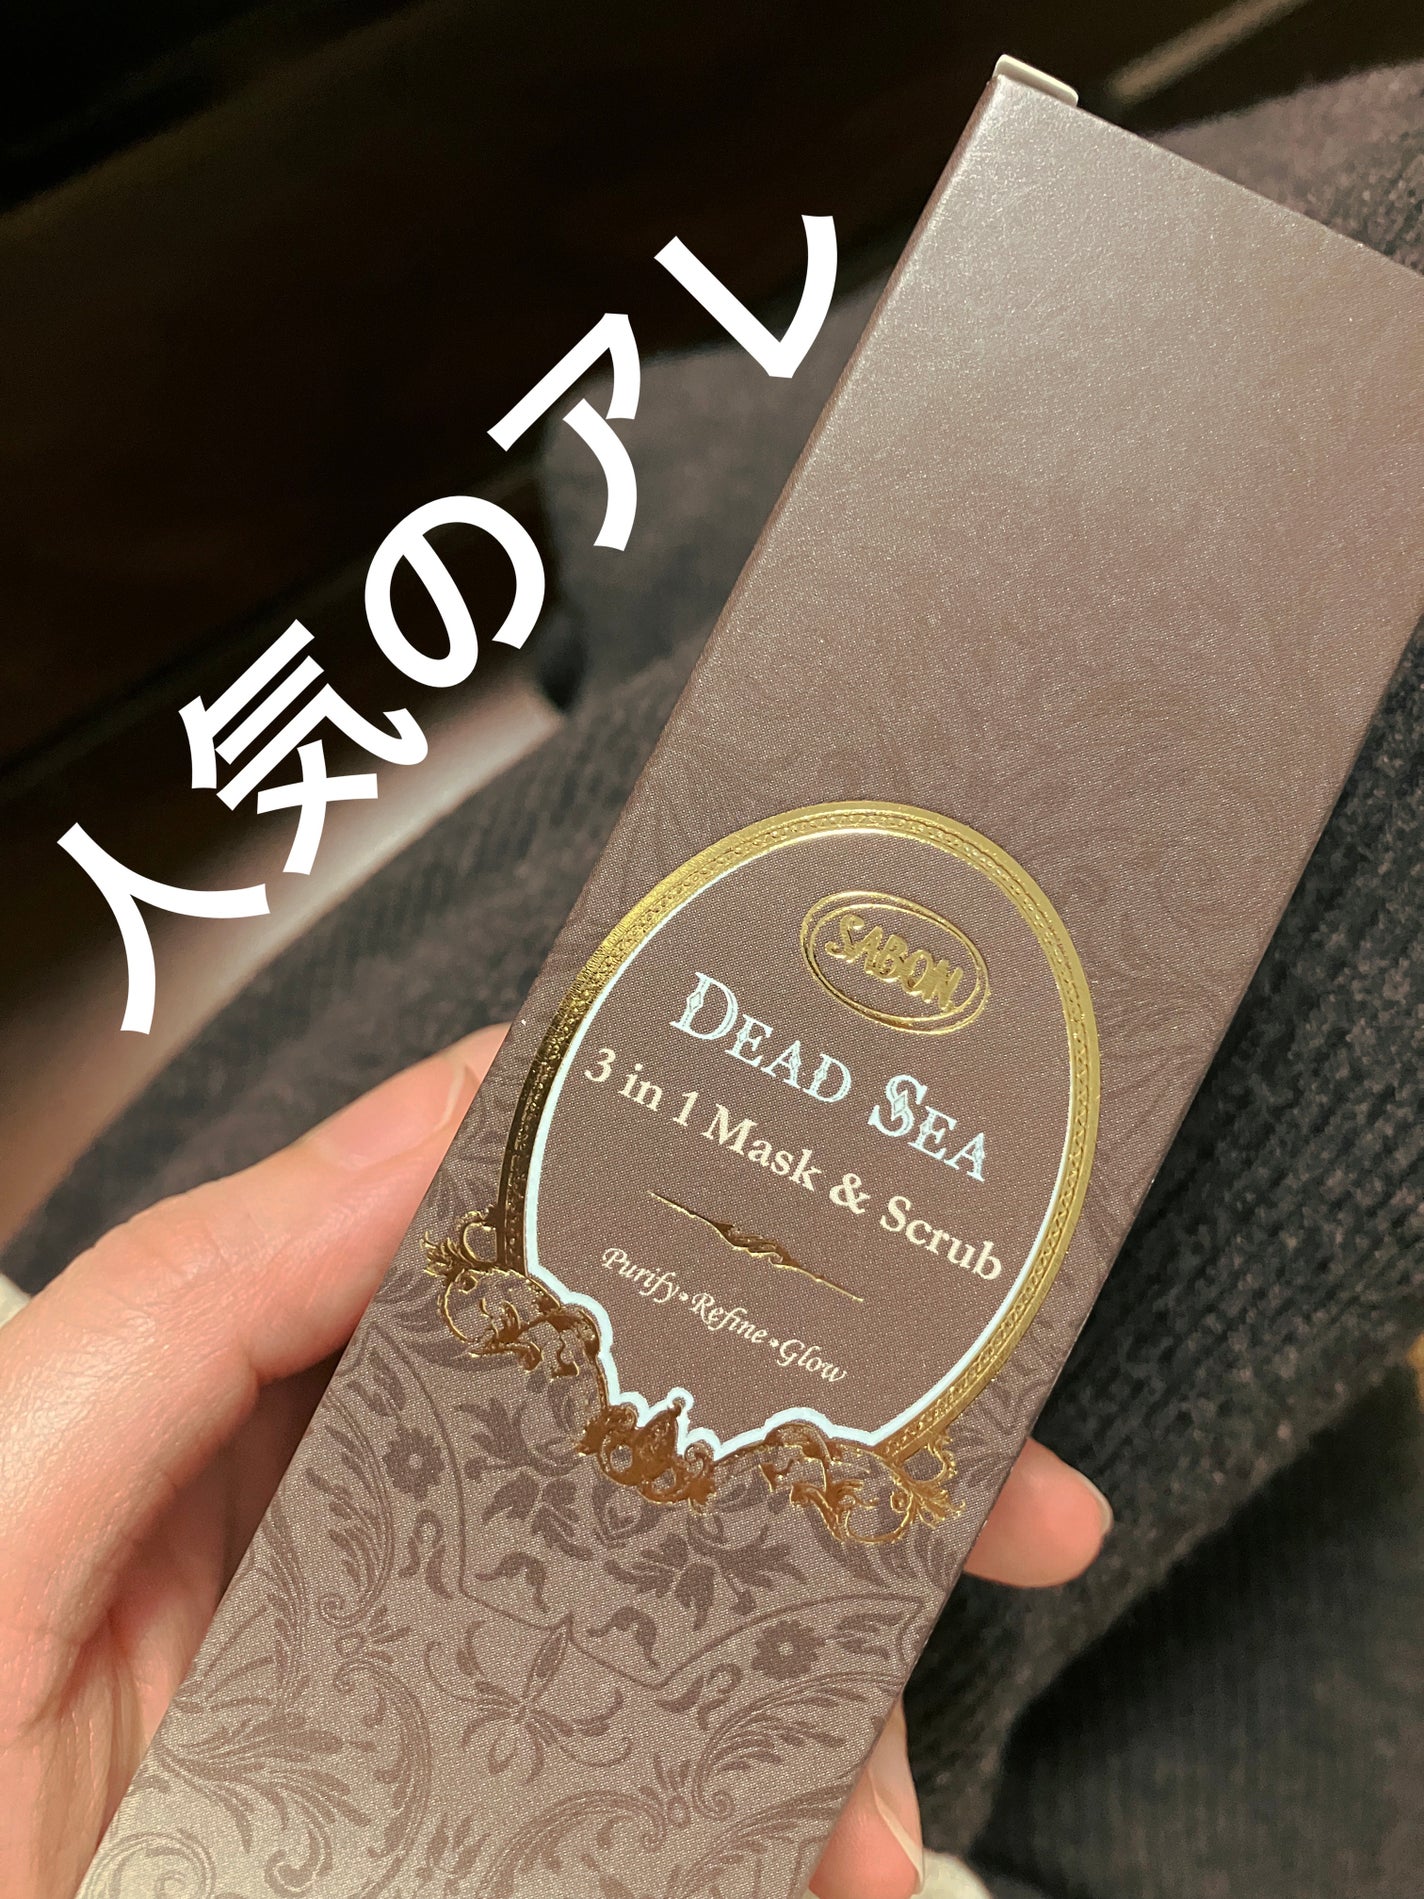 人気のアレ
SABON
DEAD SEA
3 in 1 Mask & Scrub
Purify • Refine • Glow